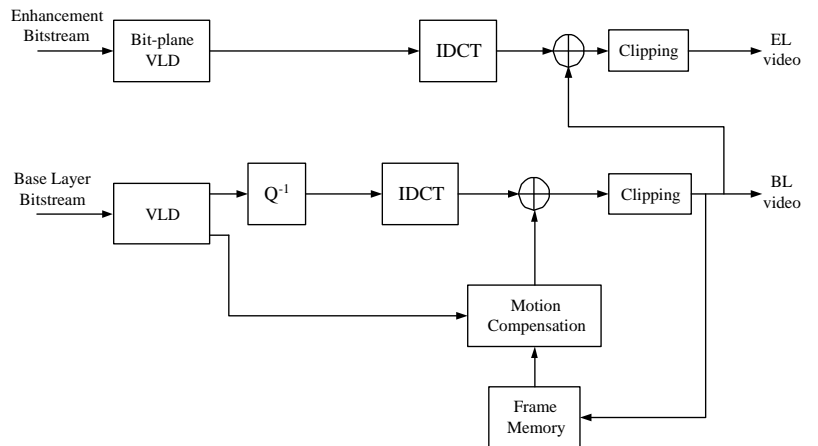 Enhancement
Bitstream
Bit-plane
VLD
IDCT
Clipping
EL
video
Base Layer
Bitstream
VLD
Q⁻¹
IDCT
Clipping
BL
video
Motion
Compensation
Frame
Memory